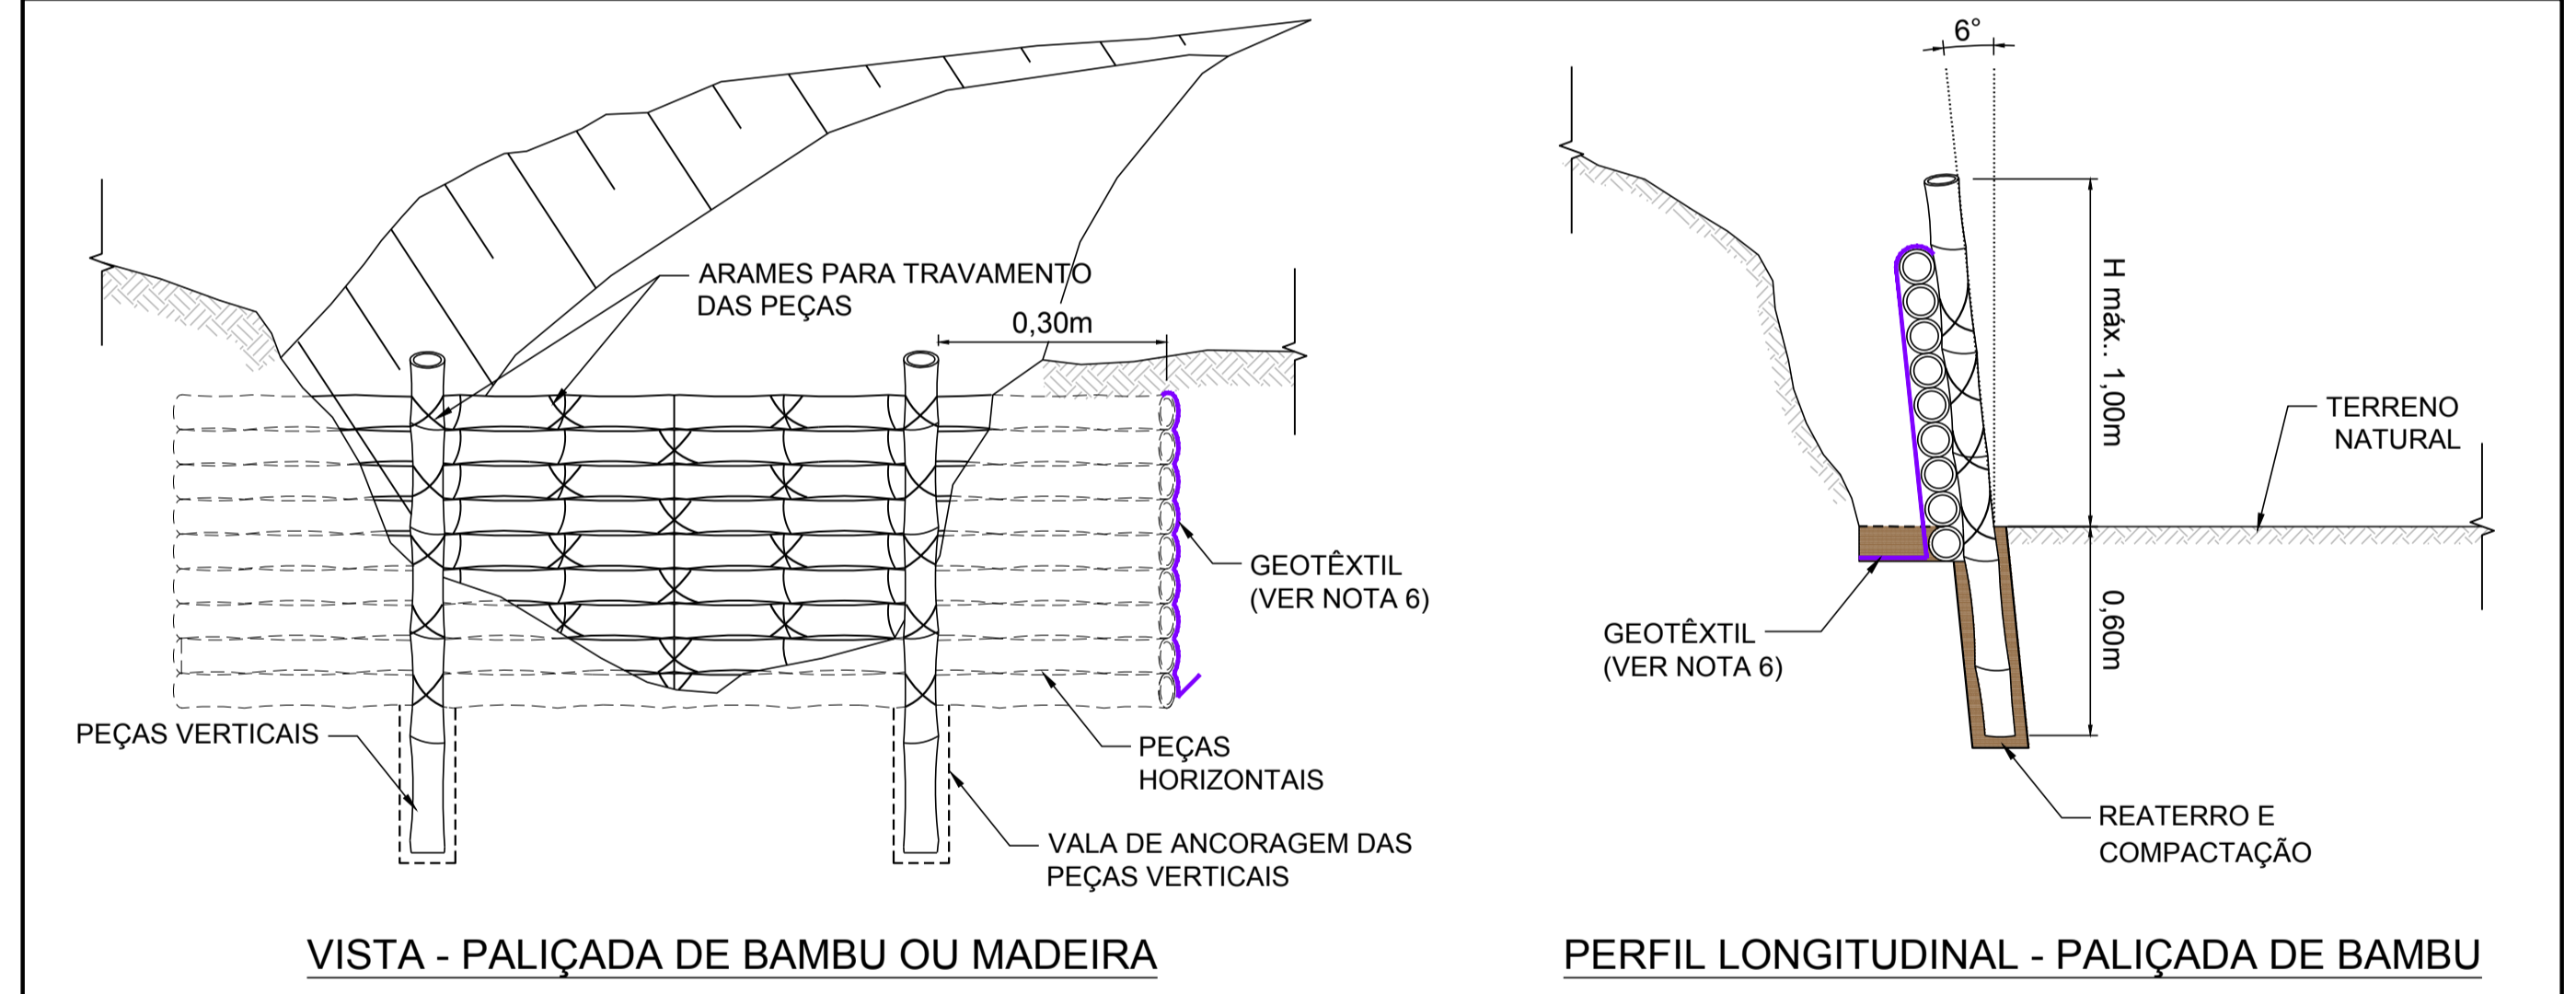 ARAMES PARA TRAVAMENTO
DAS PEÇAS
0,30m
GEOTÊXTIL
(VER NOTA 6)
PEÇAS VERTICAIS
PEÇAS
HORIZONTAIS
VALA DE ANCORAGEM DAS
PEÇAS VERTICAIS
VISTA - PALIÇADA DE BAMBU OU MADEIRA
6°
H máx.. 1,00m
TERRENO
NATURAL
0,60m
GEOTÊXTIL
(VER NOTA 6)
REATERRO E
COMPACTAÇÃO
PERFIL LONGITUDINAL - PALIÇADA DE BAMBU